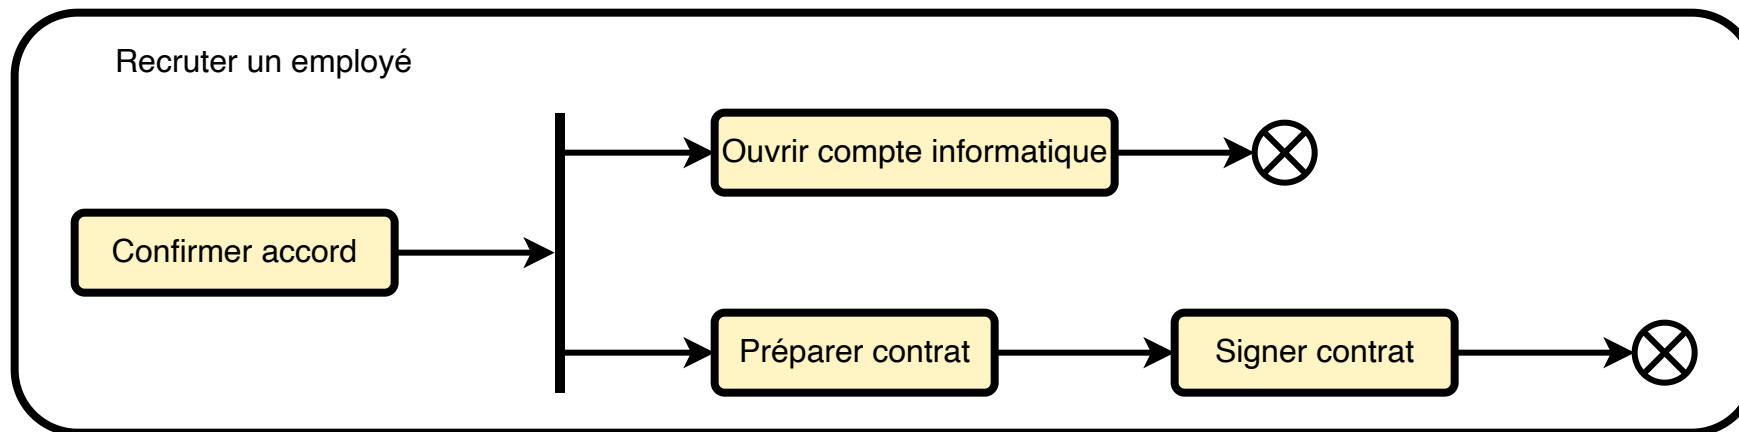 Recruter un employé
Ouvrir compte informatique
Confirmer accord
Préparer contrat
Signer contrat